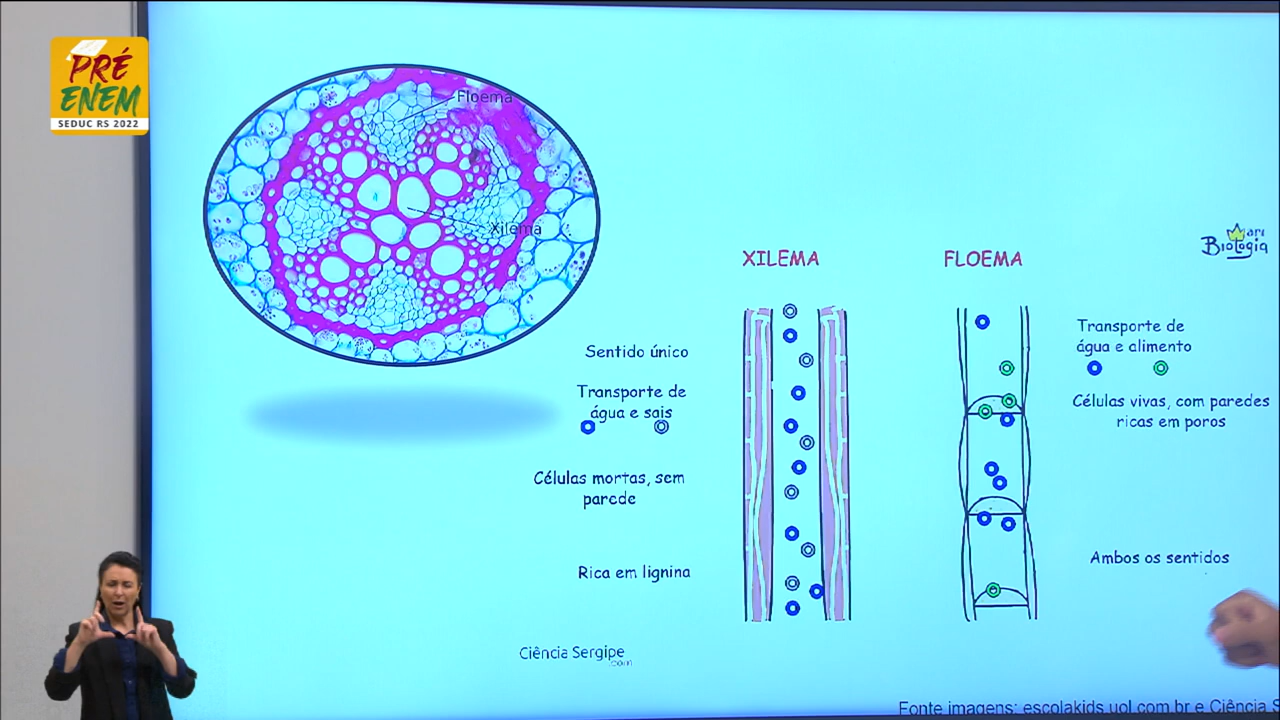 PRÉ
ENEM
SEDUC RS 2022
Floema
Xilema
ari
Biologia
XILEMA
FLOEMA
Sentido único
Transporte de
água e sais
Células mortas, sem
parede
Rica em lignina
Transporte de
água e alimento
Células vivas, com paredes
ricas em poros
Ambos os sentidos
Ciência Sergipe
.com
Fonte imagens: escolakids.uol.com.br e Ciência S